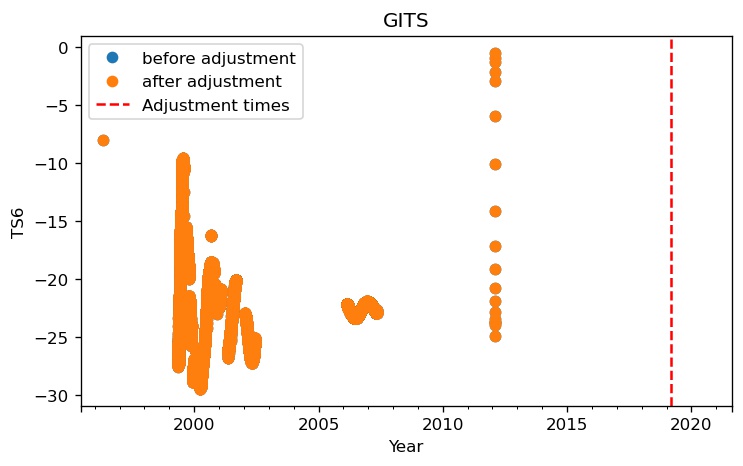 GITS
before adjustment
after adjustment
Adjustment times
0
−5
−10
−15
−20
−25
−30
TS6
2000
2005
2010
2015
2020
Year